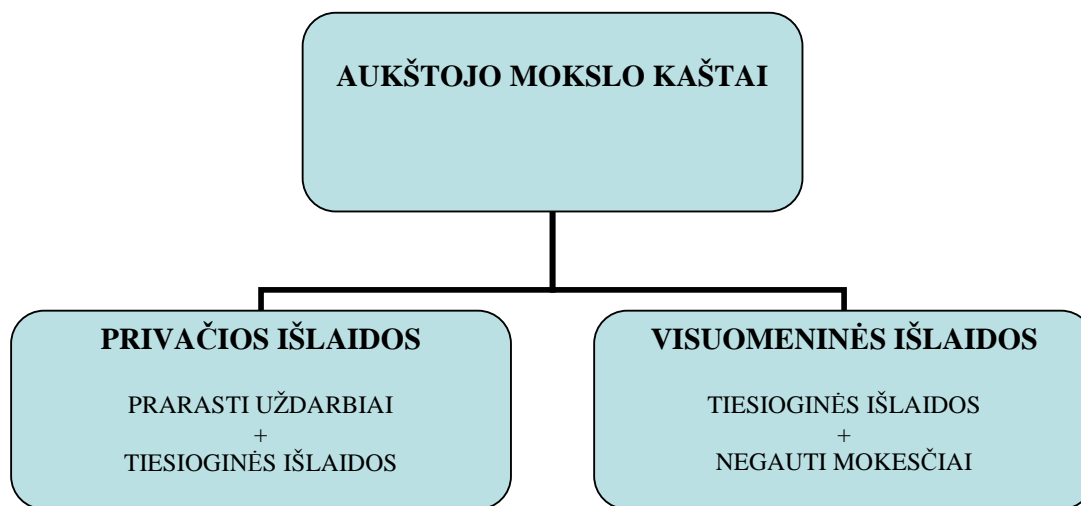 AUKŠTOJO MOKSLO KAŠTAI
PRIVAČIOS IŠLAIDOS
PRARASTI UŽDARBIAI
+
TIESIOGINĖS IŠLAIDOS
VISUOMENINĖS IŠLAIDOS
TIESIOGINĖS IŠLAIDOS
+
NEGAUTI MOKESČIAI